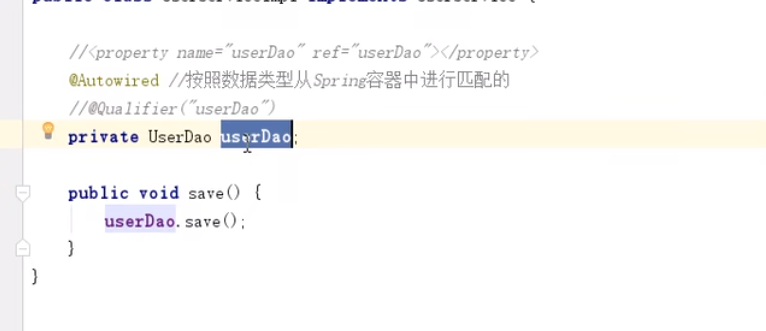 public class UserServiceImpl implements UserService {
//<property name="userDao" ref="userDao"></property>
@Autowired //按照数据类型从Spring容器中进行匹配的
//@Qualifier("userDao")
private UserDao userDao;
public void save() {
userDao.save();
}
}